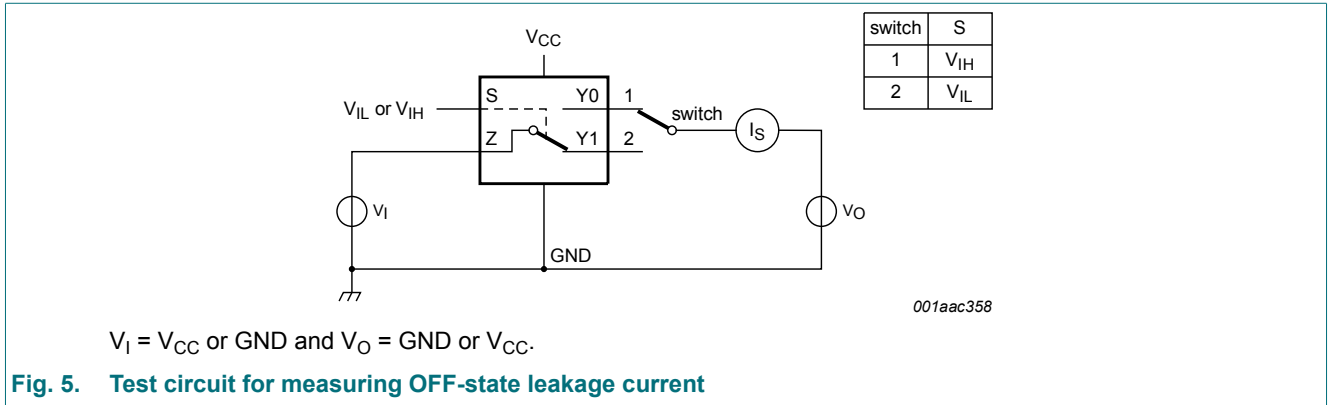 switch S
1 VIH
2 VIL
VCC
S Y0 1
VIL or VIH
switch
IS
Z Y1 2
VI
VO
GND
001aac358
VI = VCC or GND and VO = GND or VCC.
Fig. 5. Test circuit for measuring OFF-state leakage current